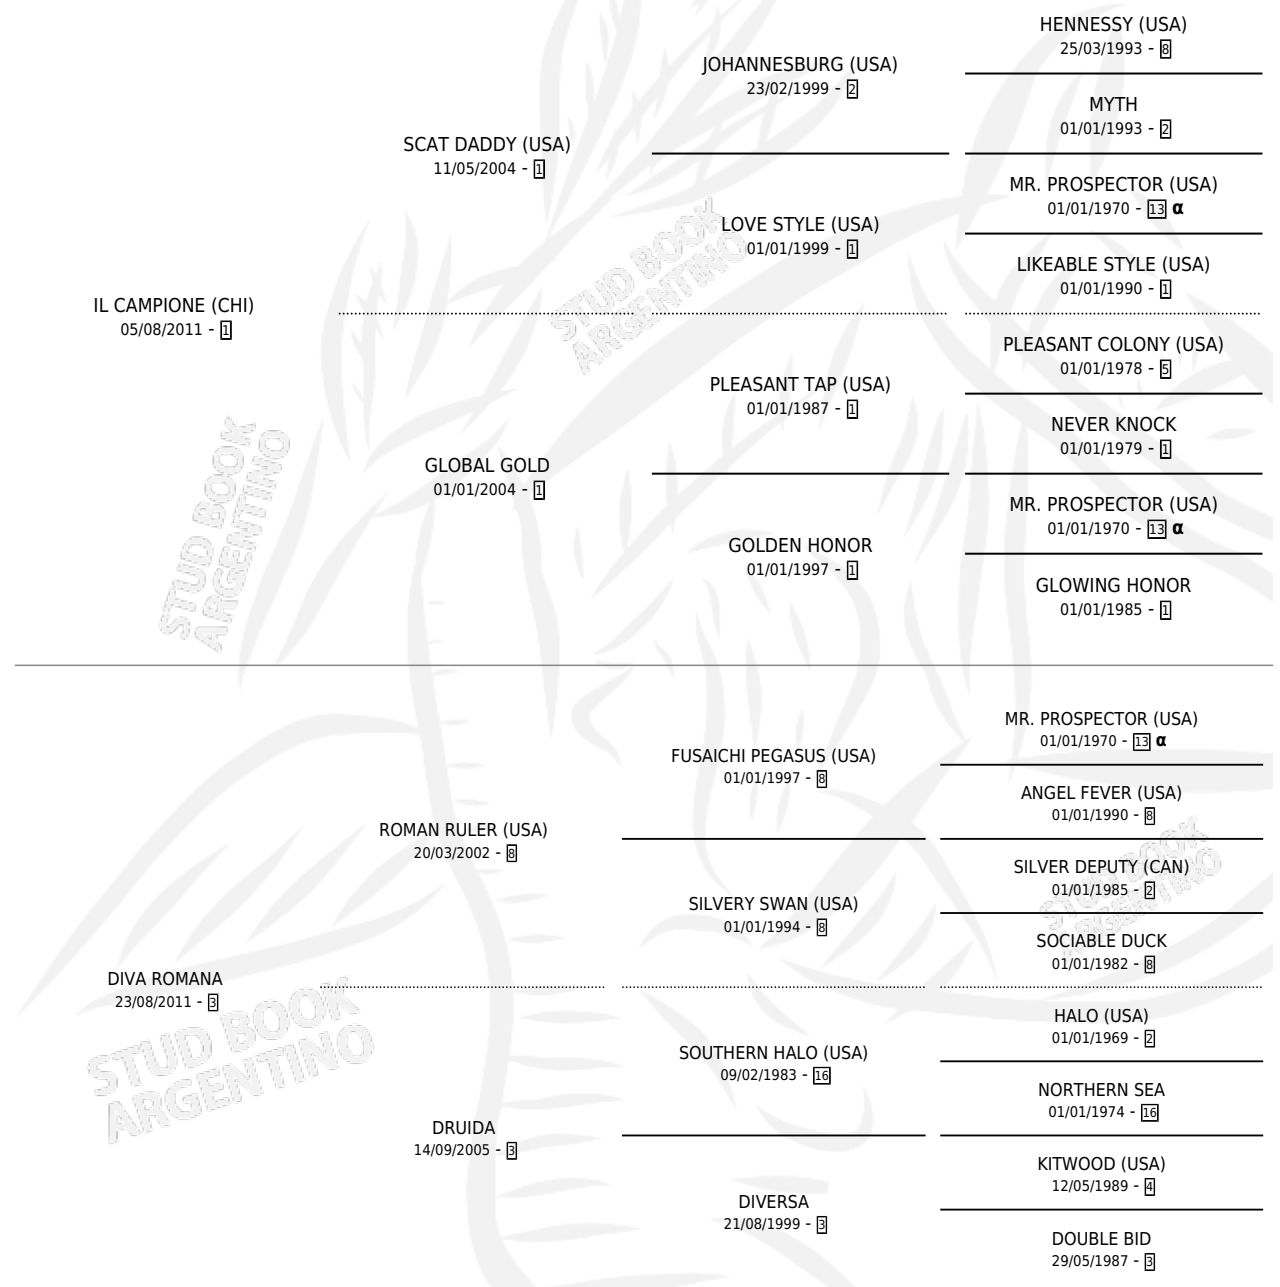 HENNESSY (USA)
25/03/1993 - 8
JOHANNESBURG (USA)
23/02/1999 - 2
MYTH
01/01/1993 - 2
SCAT DADDY (USA)
11/05/2004 - 1
MR. PROSPECTOR (USA)
01/01/1970 - 13 α
LOVE STYLE (USA)
01/01/1999 - 1
LIKEABLE STYLE (USA)
01/01/1990 - 1
IL CAMPIONE (CHI)
05/08/2011 - 1
PLEASANT COLONY (USA)
01/01/1978 - 5
PLEASANT TAP (USA)
01/01/1987 - 1
NEVER KNOCK
01/01/1979 - 1
GLOBAL GOLD
01/01/2004 - 1
MR. PROSPECTOR (USA)
01/01/1970 - 13 α
GOLDEN HONOR
01/01/1997 - 1
GLOWING HONOR
01/01/1985 - 1
MR. PROSPECTOR (USA)
01/01/1970 - 13 α
FUSAICHI PEGASUS (USA)
01/01/1997 - 8
ANGEL FEVER (USA)
01/01/1990 - 8
ROMAN RULER (USA)
20/03/2002 - 8
SILVER DEPUTY (CAN)
01/01/1985 - 2
SILVERY SWAN (USA)
01/01/1994 - 8
SOCIABLE DUCK
01/01/1982 - 8
DIVA ROMANA
23/08/2011 - 3
HALO (USA)
01/01/1969 - 2
SOUTHERN HALO (USA)
09/02/1983 - 16
NORTHERN SEA
01/01/1974 - 16
DRUIDA
14/09/2005 - 3
KITWOOD (USA)
12/05/1989 - 4
DIVERSA
21/08/1999 - 3
DOUBLE BID
29/05/1987 - 3
STUD BOOK
ARGENTINO
STUD BOOK
ARGENTINO
STUD BOOK
ARGENTINO
STUD BOOK
ARGENTINO